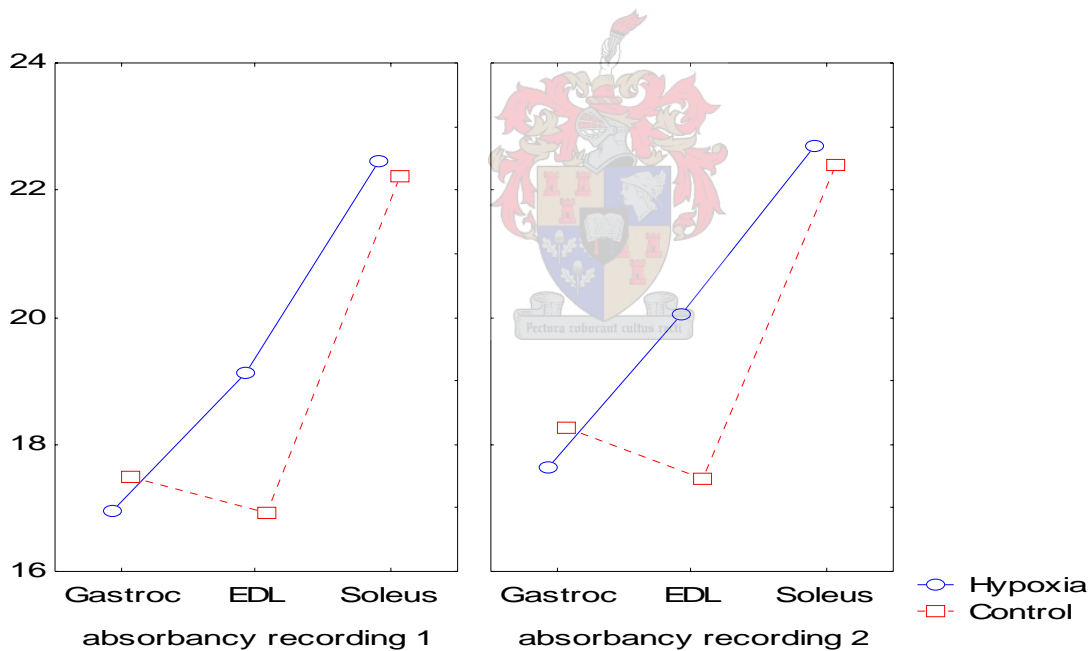 24
22
20
18
16
Gastroc EDL Soleus
absorbancy recording 1
Gastroc EDL Soleus
absorbancy recording 2
Hypoxia
Control
Pectora roborant cultus recti